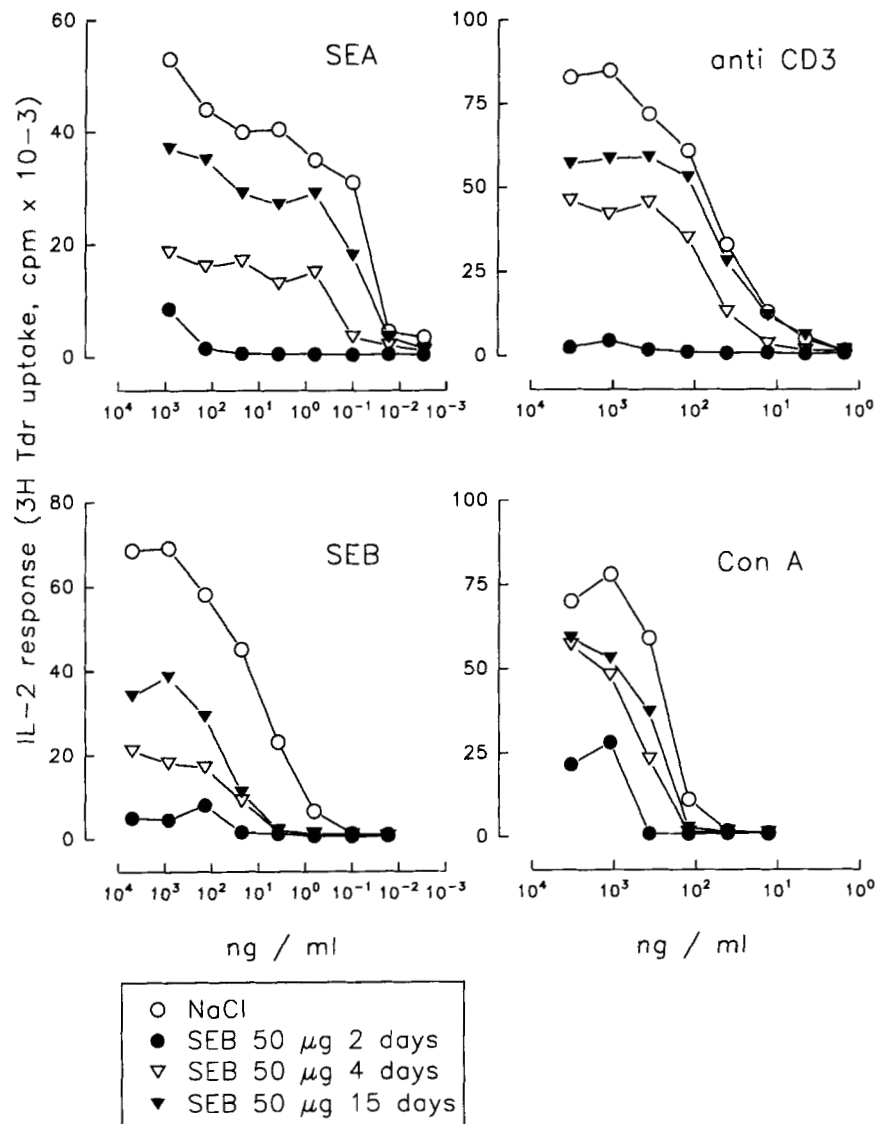 IL-2 response (3H Tdr uptake, cpm x 10-3)
SEA
60
40
20
0
10⁴ 10³ 10² 10¹ 10⁰ 10⁻¹ 10⁻² 10⁻³
anti CD3
100
75
50
25
0
10⁴ 10³ 10² 10¹ 10⁰
SEB
80
60
40
20
0
10⁴ 10³ 10² 10¹ 10⁰ 10⁻¹ 10⁻² 10⁻³
ng / ml
Con A
100
75
50
25
0
10⁴ 10³ 10² 10¹ 10⁰
ng / ml
NaCl
SEB 50 μg 2 days
SEB 50 μg 4 days
SEB 50 μg 15 days